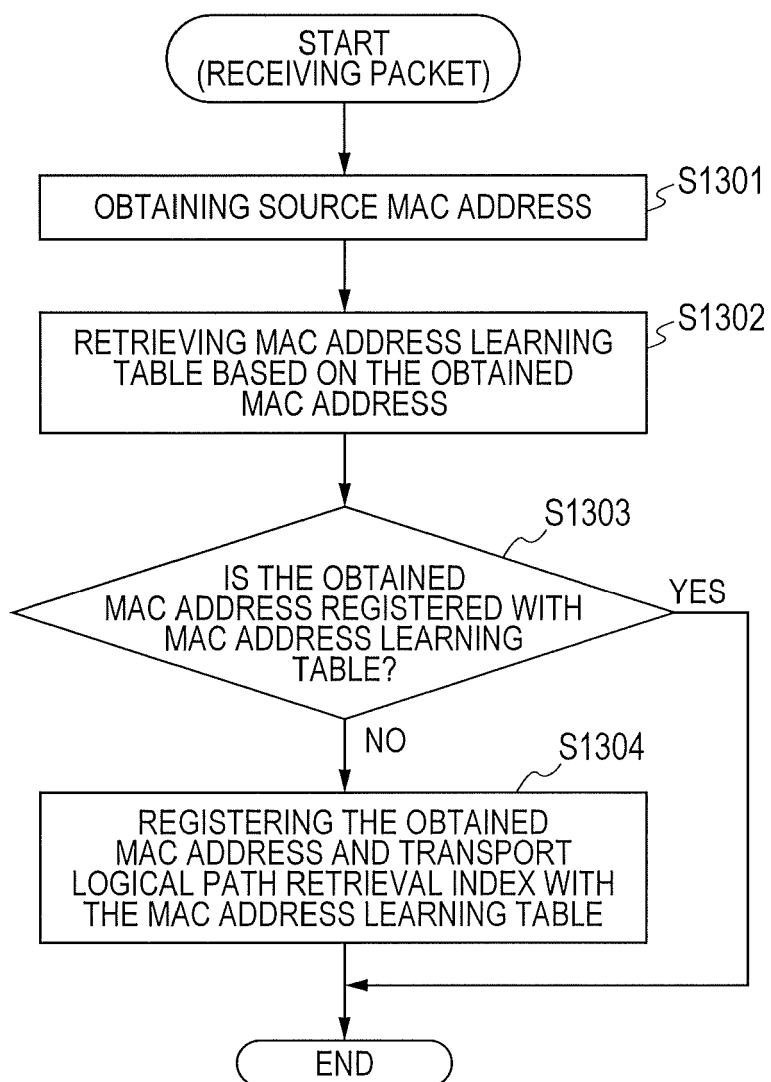 START
(RECEIVING PACKET)
S1301
OBTAINING SOURCE MAC ADDRESS
S1302
RETRIEVING MAC ADDRESS LEARNING
TABLE BASED ON THE OBTAINED
MAC ADDRESS
S1303
IS THE OBTAINED
MAC ADDRESS REGISTERED WITH
MAC ADDRESS LEARNING
TABLE?
YES
NO
S1304
REGISTERING THE OBTAINED
MAC ADDRESS AND TRANSPORT
LOGICAL PATH RETRIEVAL INDEX WITH
THE MAC ADDRESS LEARNING TABLE
END